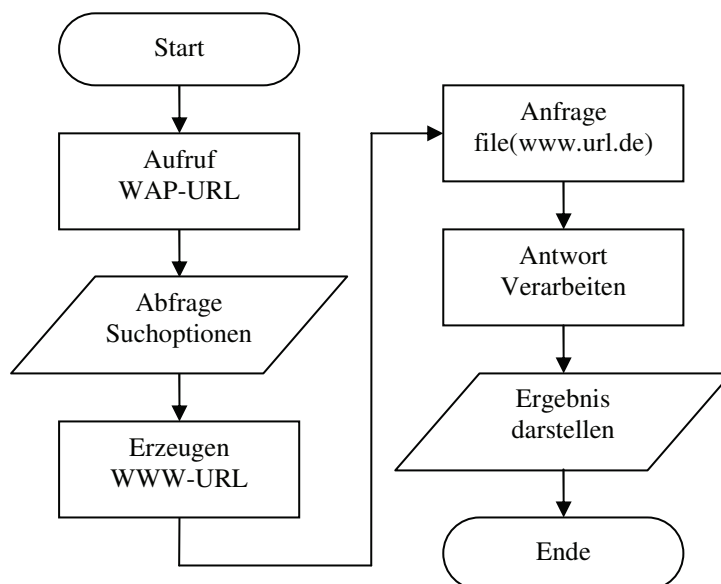 Start
Aufruf
WAP-URL
Abfrage
Suchoptionen
Erzeugen
WWW-URL
Anfrage
file(www.url.de)
Antwort
Verarbeiten
Ergebnis
darstellen
Ende